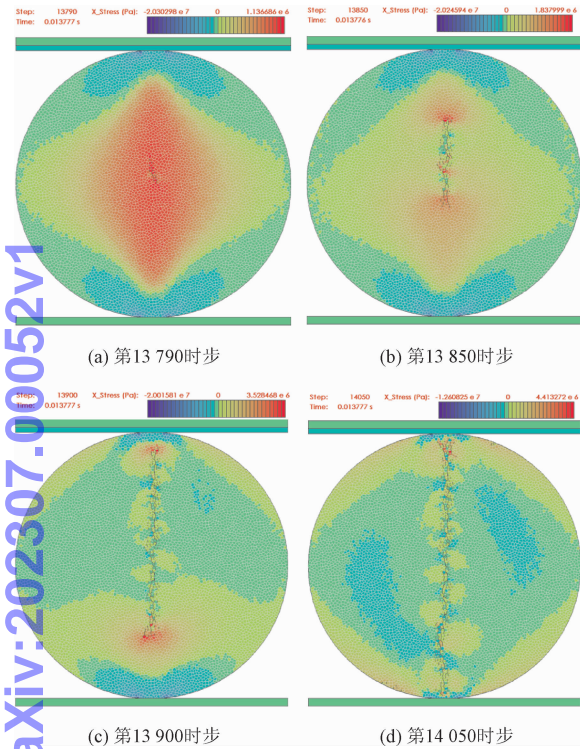 Step: 13790 X_Stress (Pa): -2.030298 e 7 0 1.136686 e 6
Time: 0.013777 s
Step: 13850 X_Stress (Pa): -2.024594 e 7 0 1.837999 e 6
Time: 0.013776 s
(a) 第13 790时步
(b) 第13 850时步
Step: 13900 X_Stress (Pa): -2.001581 e 7 0 3.528468 e 6
Time: 0.013777 s
Step: 14050 X_Stress (Pa): -1.260825 e 7 0 4.413272 e 6
Time: 0.013777 s
(c) 第13 900时步
(d) 第14 050时步
aXiv:202307.00052v1